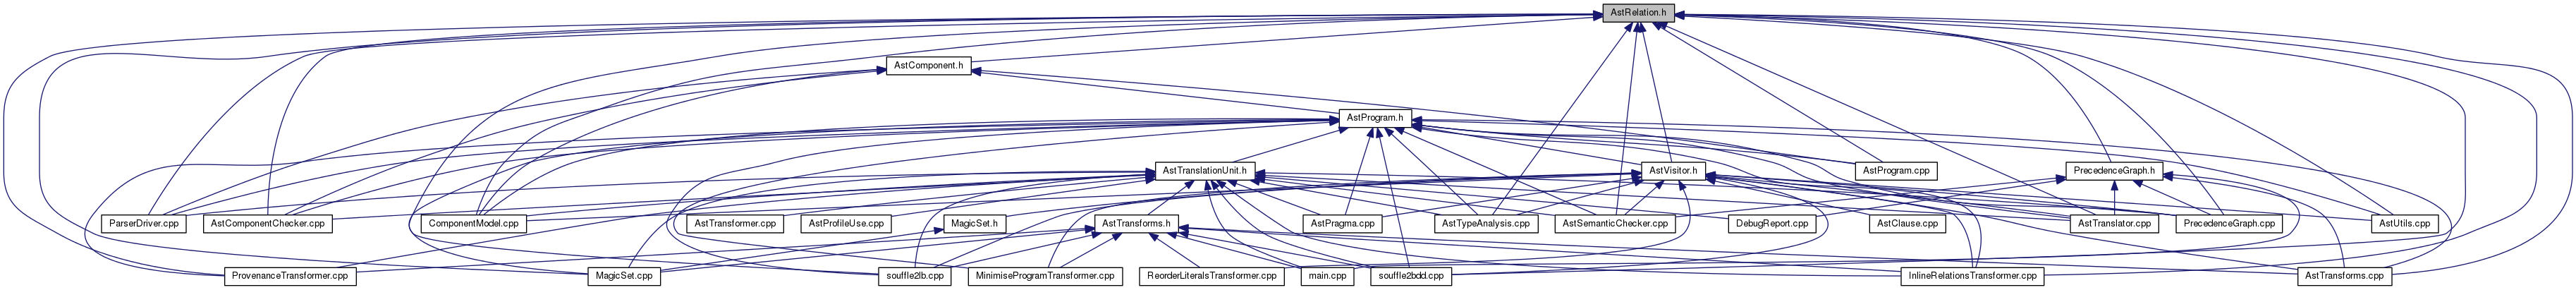 AstRelation.h
AstComponent.h
AstProgram.h
AstTranslationUnit.h
AstVisitor.h
AstProgram.cpp
PrecedenceGraph.h
ParserDriver.cpp
AstComponentChecker.cpp
ComponentModel.cpp
AstTransformer.cpp
AstProfileUse.cpp
MagicSet.h
AstTransforms.h
AstPragma.cpp
AstTypeAnalysis.cpp
AstSemanticChecker.cpp
DebugReport.cpp
AstClause.cpp
AstTranslator.cpp
PrecedenceGraph.cpp
AstUtils.cpp
ProvenanceTransformer.cpp
MagicSet.cpp
souffle2lb.cpp
MinimiseProgramTransformer.cpp
ReorderLiteralsTransformer.cpp
main.cpp
souffle2bdd.cpp
InlineRelationsTransformer.cpp
AstTransforms.cpp